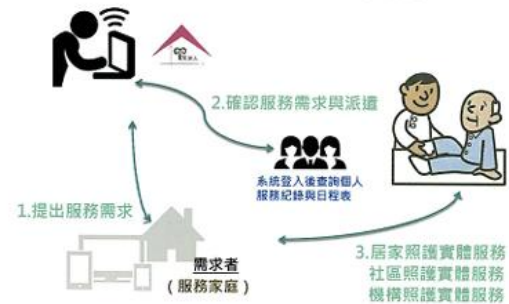 2.確認服務需求與派遣
系統登入後查詢個人
服務紀錄與日程表
1.提出服務需求
需求者
(服務家庭)
3.居家照護實體服務
社區照護實體服務
機構照護實體服務